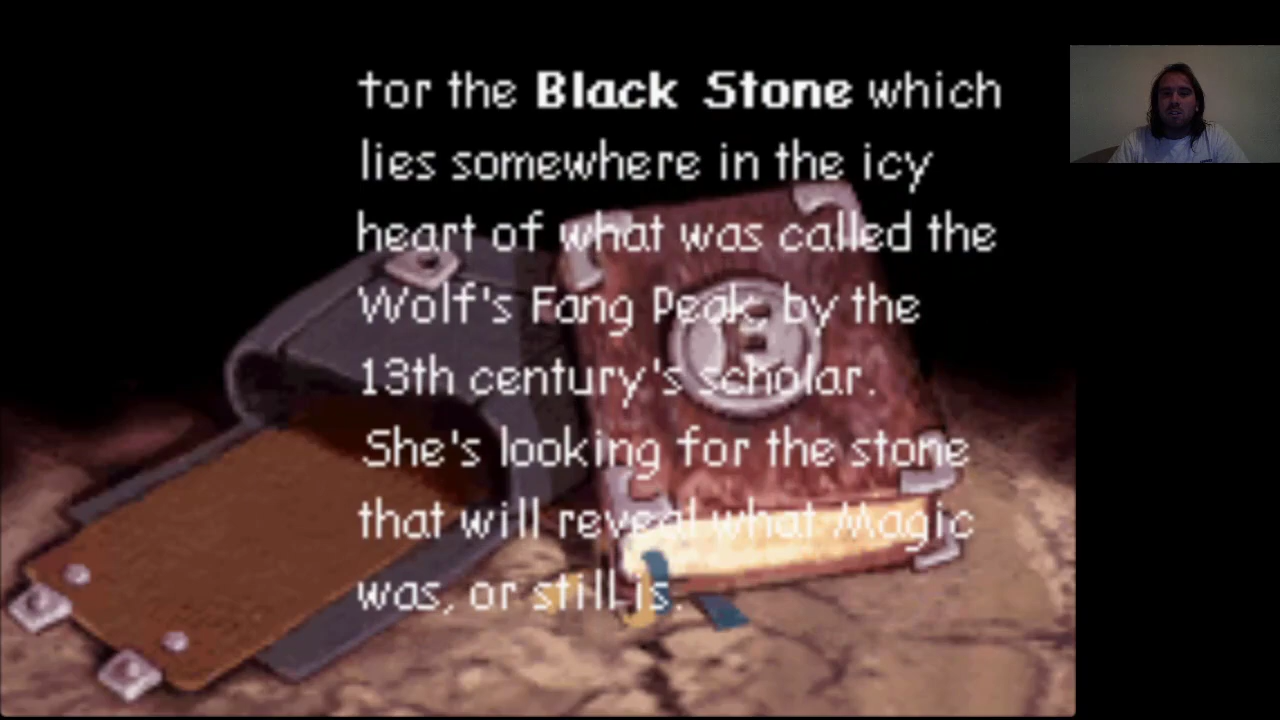 for the Black Stone which
lies somewhere in the icy
heart of what was called the
Wolf's Fang Peak, by the
13th century's scholar.
She's looking for the stone
that will reveal what Magic
was, or still is.